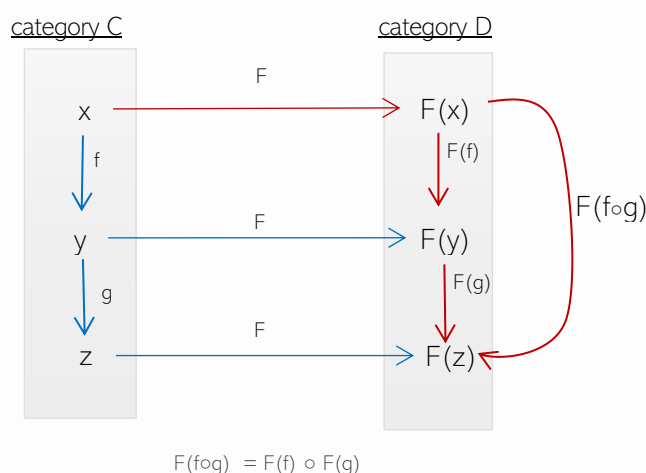 category C
category D
F
x
F(x)
f
F(f)
F(f∘g)
F
y
F(y)
g
F(g)
F
z
F(z)
F(f∘g) = F(f) ∘ F(g)